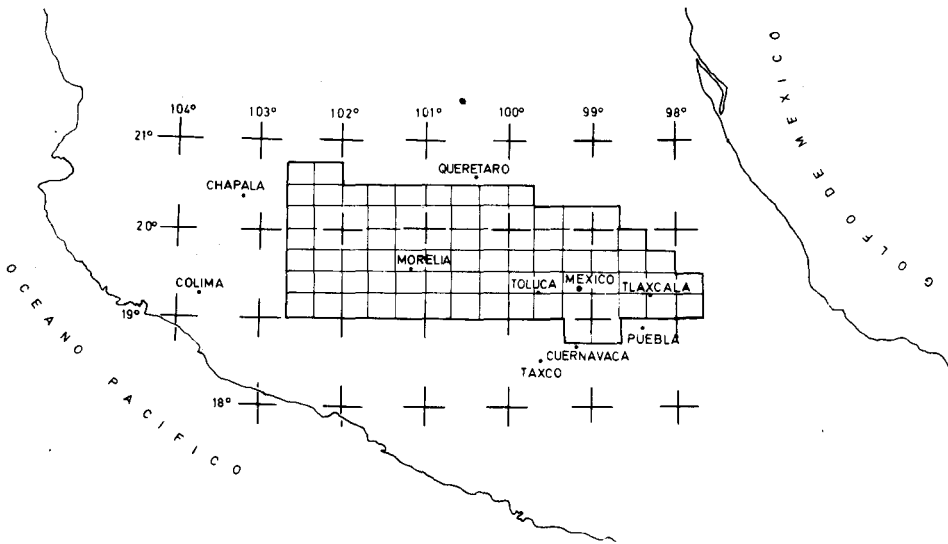 104° 103° 102° 101° 100° 99° 98°
21°
QUERETARO
CHAPALA
20°
MORELIA
COLIMA
TOLUCA MEXICO TLAXCALA
19°
PUEBLA
CUERNAVACA
TAXCO
18°
OCEANO PACIFICO
GOLFO DE MEXICO